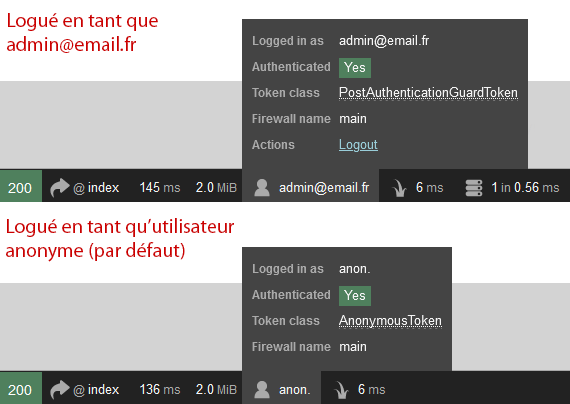 Logué en tant que
admin@email.fr
Logged in as admin@email.fr
Authenticated Yes
Token class PostAuthenticationGuardToken
Firewall name main
Actions Logout
200 @ index 145 ms 2.0 MiB admin@email.fr 6 ms 1 in 0.56 ms
Logué en tant qu’utilisateur
anonyme (par défaut)
Logged in as anon.
Authenticated Yes
Token class AnonymousToken
Firewall name main
200 @ index 136 ms 2.0 MiB anon. 6 ms